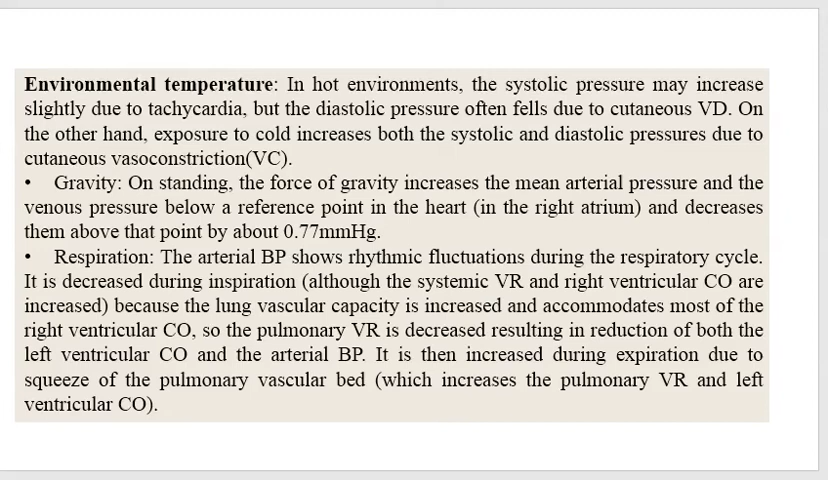 Environmental temperature: In hot environments, the systolic pressure may increase
slightly due to tachycardia, but the diastolic pressure often fells due to cutaneous VD. On
the other hand, exposure to cold increases both the systolic and diastolic pressures due to
cutaneous vasoconstriction(VC).
• Gravity: On standing, the force of gravity increases the mean arterial pressure and the
venous pressure below a reference point in the heart (in the right atrium) and decreases
them above that point by about 0.77mmHg.
• Respiration: The arterial BP shows rhythmic fluctuations during the respiratory cycle.
It is decreased during inspiration (although the systemic VR and right ventricular CO are
increased) because the lung vascular capacity is increased and accommodates most of the
right ventricular CO, so the pulmonary VR is decreased resulting in reduction of both the
left ventricular CO and the arterial BP. It is then increased during expiration due to
squeeze of the pulmonary vascular bed (which increases the pulmonary VR and left
ventricular CO).